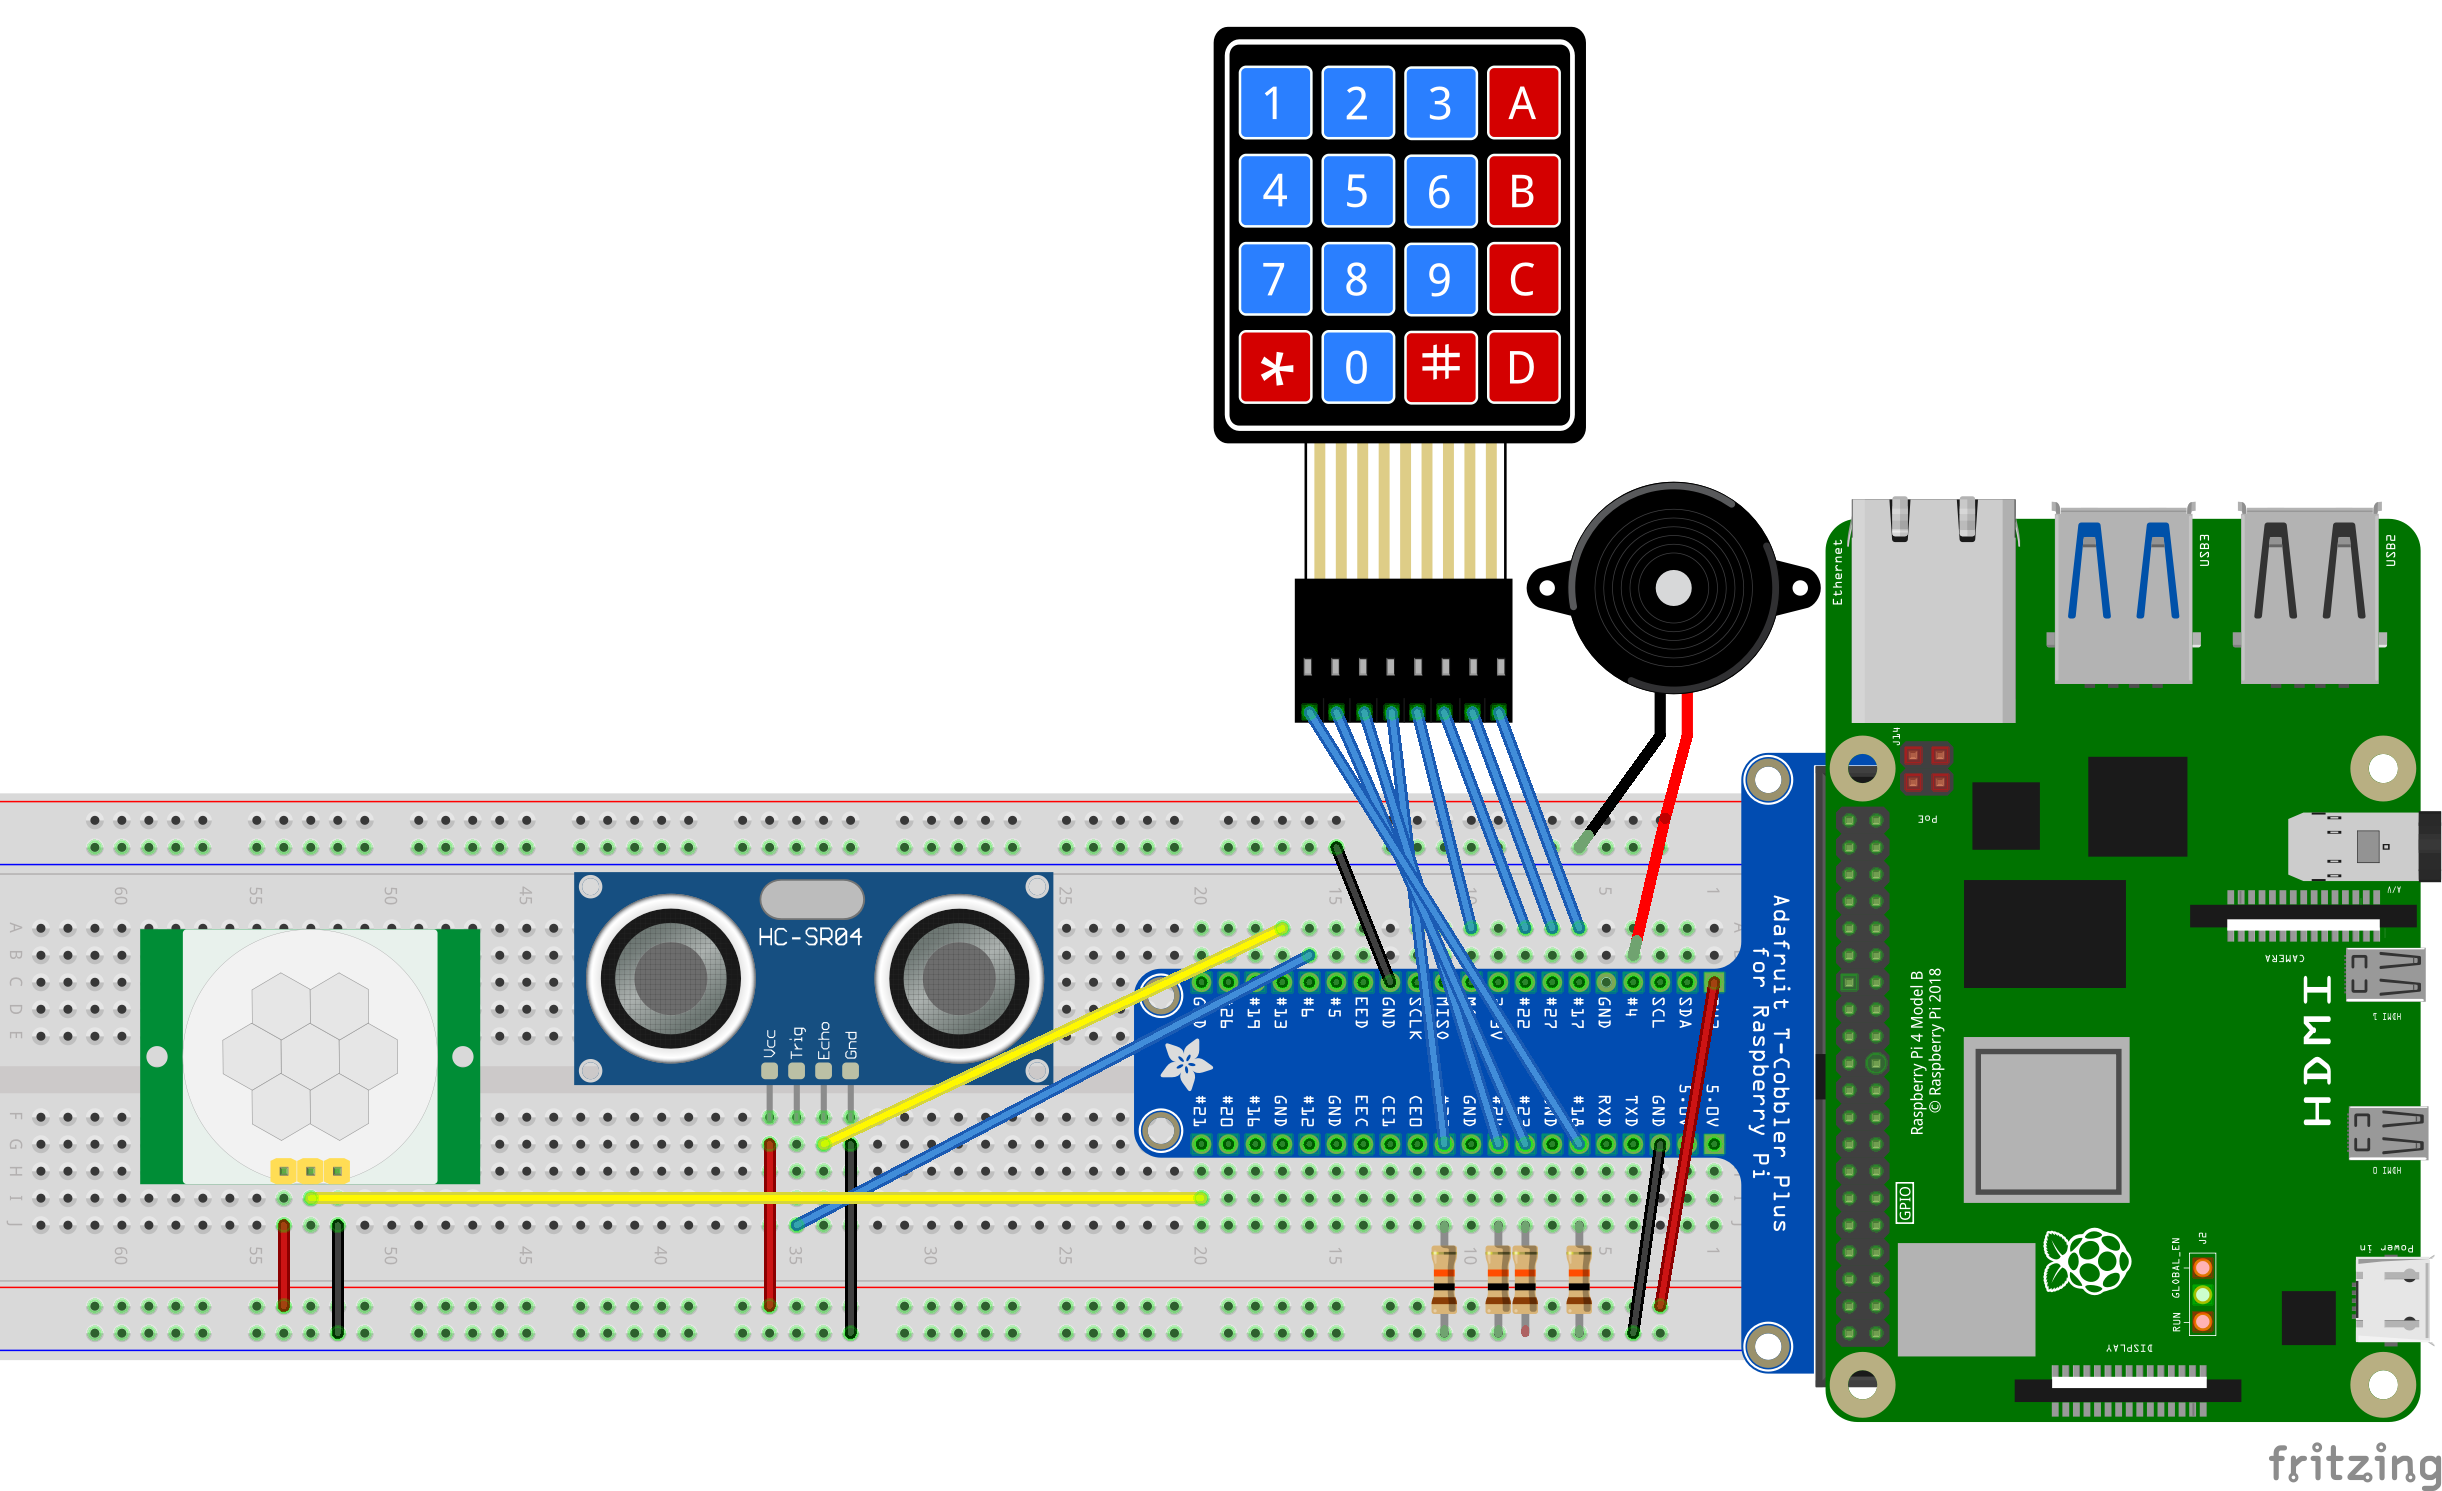 1 2 3 A
4 5 6 B
7 8 9 C
* 0 # D
Ethernet
USB3
USB2
J14
PoE
A/V
CAMERA
HDMI 1
HDMI
HDMI 0
Raspberry Pi 4 Model B
© Raspberry Pi 2018
GPIO
J2
GLOBAL_EN
RUN
Power in
DISPLAY
Adafruit T-Cobbler Plus
for Raspberry Pi
60 55 50 45 25 20 15 5 1
A
B
C
D
E
F
G
H
I
J
HC-SR04
Vcc Trig Echo Gnd
#26 #19 #13 #6 #5 EED GND SCLK MISO #22 #27 #17 GND #4 SCL SDA
#21 #20 #16 GND #12 GND EEC CE1 CE0 GND RXD TXD GND 5.0V
60 55 50 45 40 35 30 25 20 15 10 5 1
fritzing